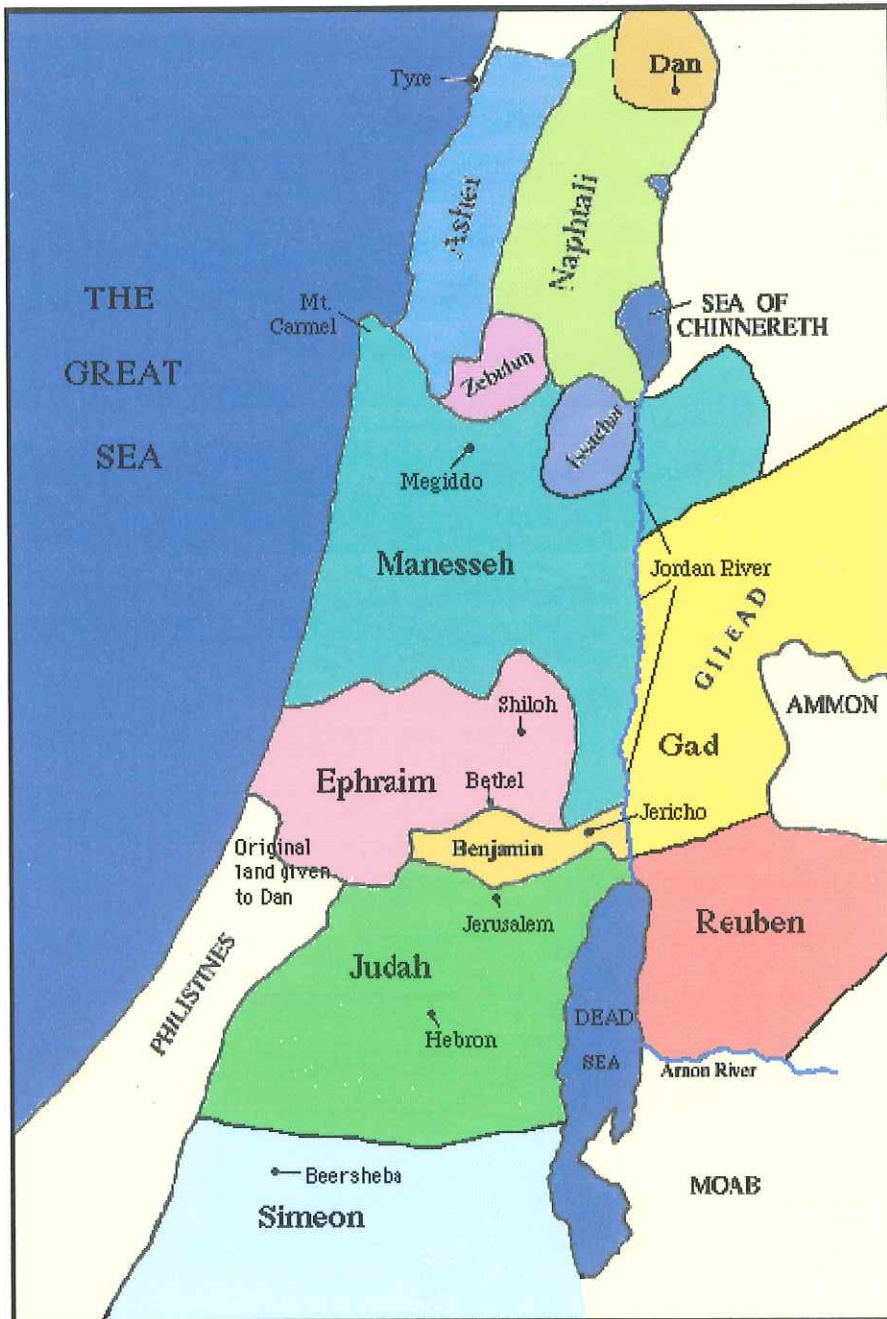 Dan
Tyre
Asher
Naphtali
THE
GREAT
SEA
Mt.
Carmel
SEA OF
CHINNERETH
Zebulun
Issachar
Megiddo
Manesseh
Jordan River
GILEAD
Shiloh
AMMON
Gad
Ephraim
Bethel
Jericho
Original
land given
to Dan
Benjamin
Jerusalem
Reuben
Judah
PHILISTINES
Hebron
DEAD
SEA
Arnon River
Beersheba
MOAB
Simeon